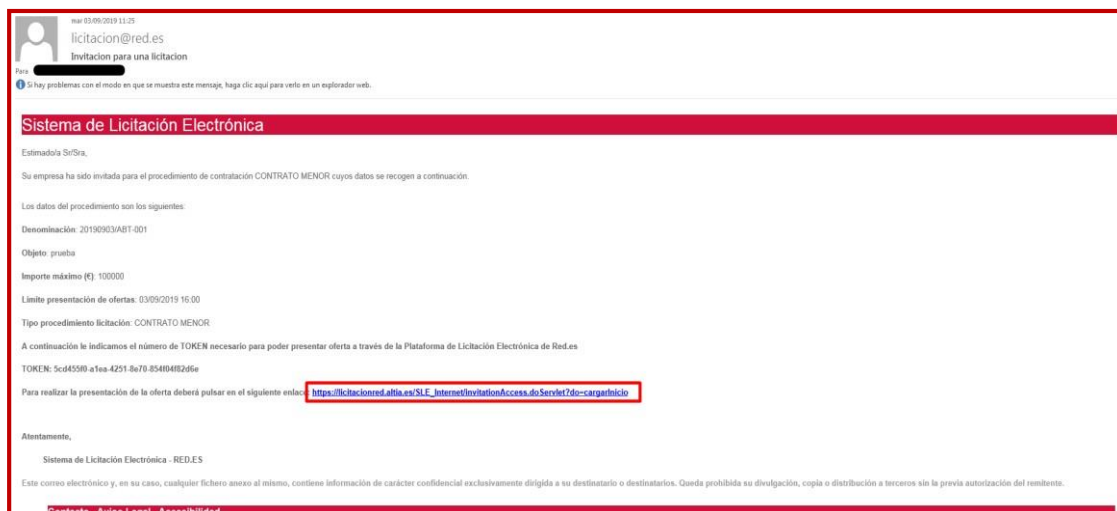 mar 03/09/2019 11:25
licitacion@red.es
Invitacion para una licitacion
Para
Si hay problemas con el modo en que se muestra este mensaje, haga clic aquí para verlo en un explorador web.
Sistema de Licitación Electrónica
Estimado/a Sr/Sra,
Su empresa ha sido invitada para el procedimiento de contratación CONTRATO MENOR cuyos datos se recogen a continuación.
Los datos del procedimiento son los siguientes:
Denominación: 20190903/ABT-001
Objeto: prueba
Importe máximo (€): 100000
Limite presentación de ofertas: 03/09/2019 16:00
Tipo procedimiento licitación: CONTRATO MENOR
A continuación le indicamos el número de TOKEN necesario para poder presentar oferta a través de la Plataforma de Licitación Electrónica de Red.es
TOKEN: 5cd455f0-a1ea-4251-8e70-854f04f82d6e
Para realizar la presentación de la oferta deberá pulsar en el siguiente enlace: https://licitacionred.altia.es/SLE_Internet/invitationAccess.doServlet?do=cargarInicio
Atentamente,
Sistema de Licitación Electrónica - RED.ES
Este correo electrónico y, en su caso, cualquier fichero anexo al mismo, contiene información de carácter confidencial exclusivamente dirigida a su destinatario o destinatarios. Queda prohibida su divulgación, copia o distribución a terceros sin la previa autorización del remitente.
Contacto - Aviso Legal - Accesibilidad